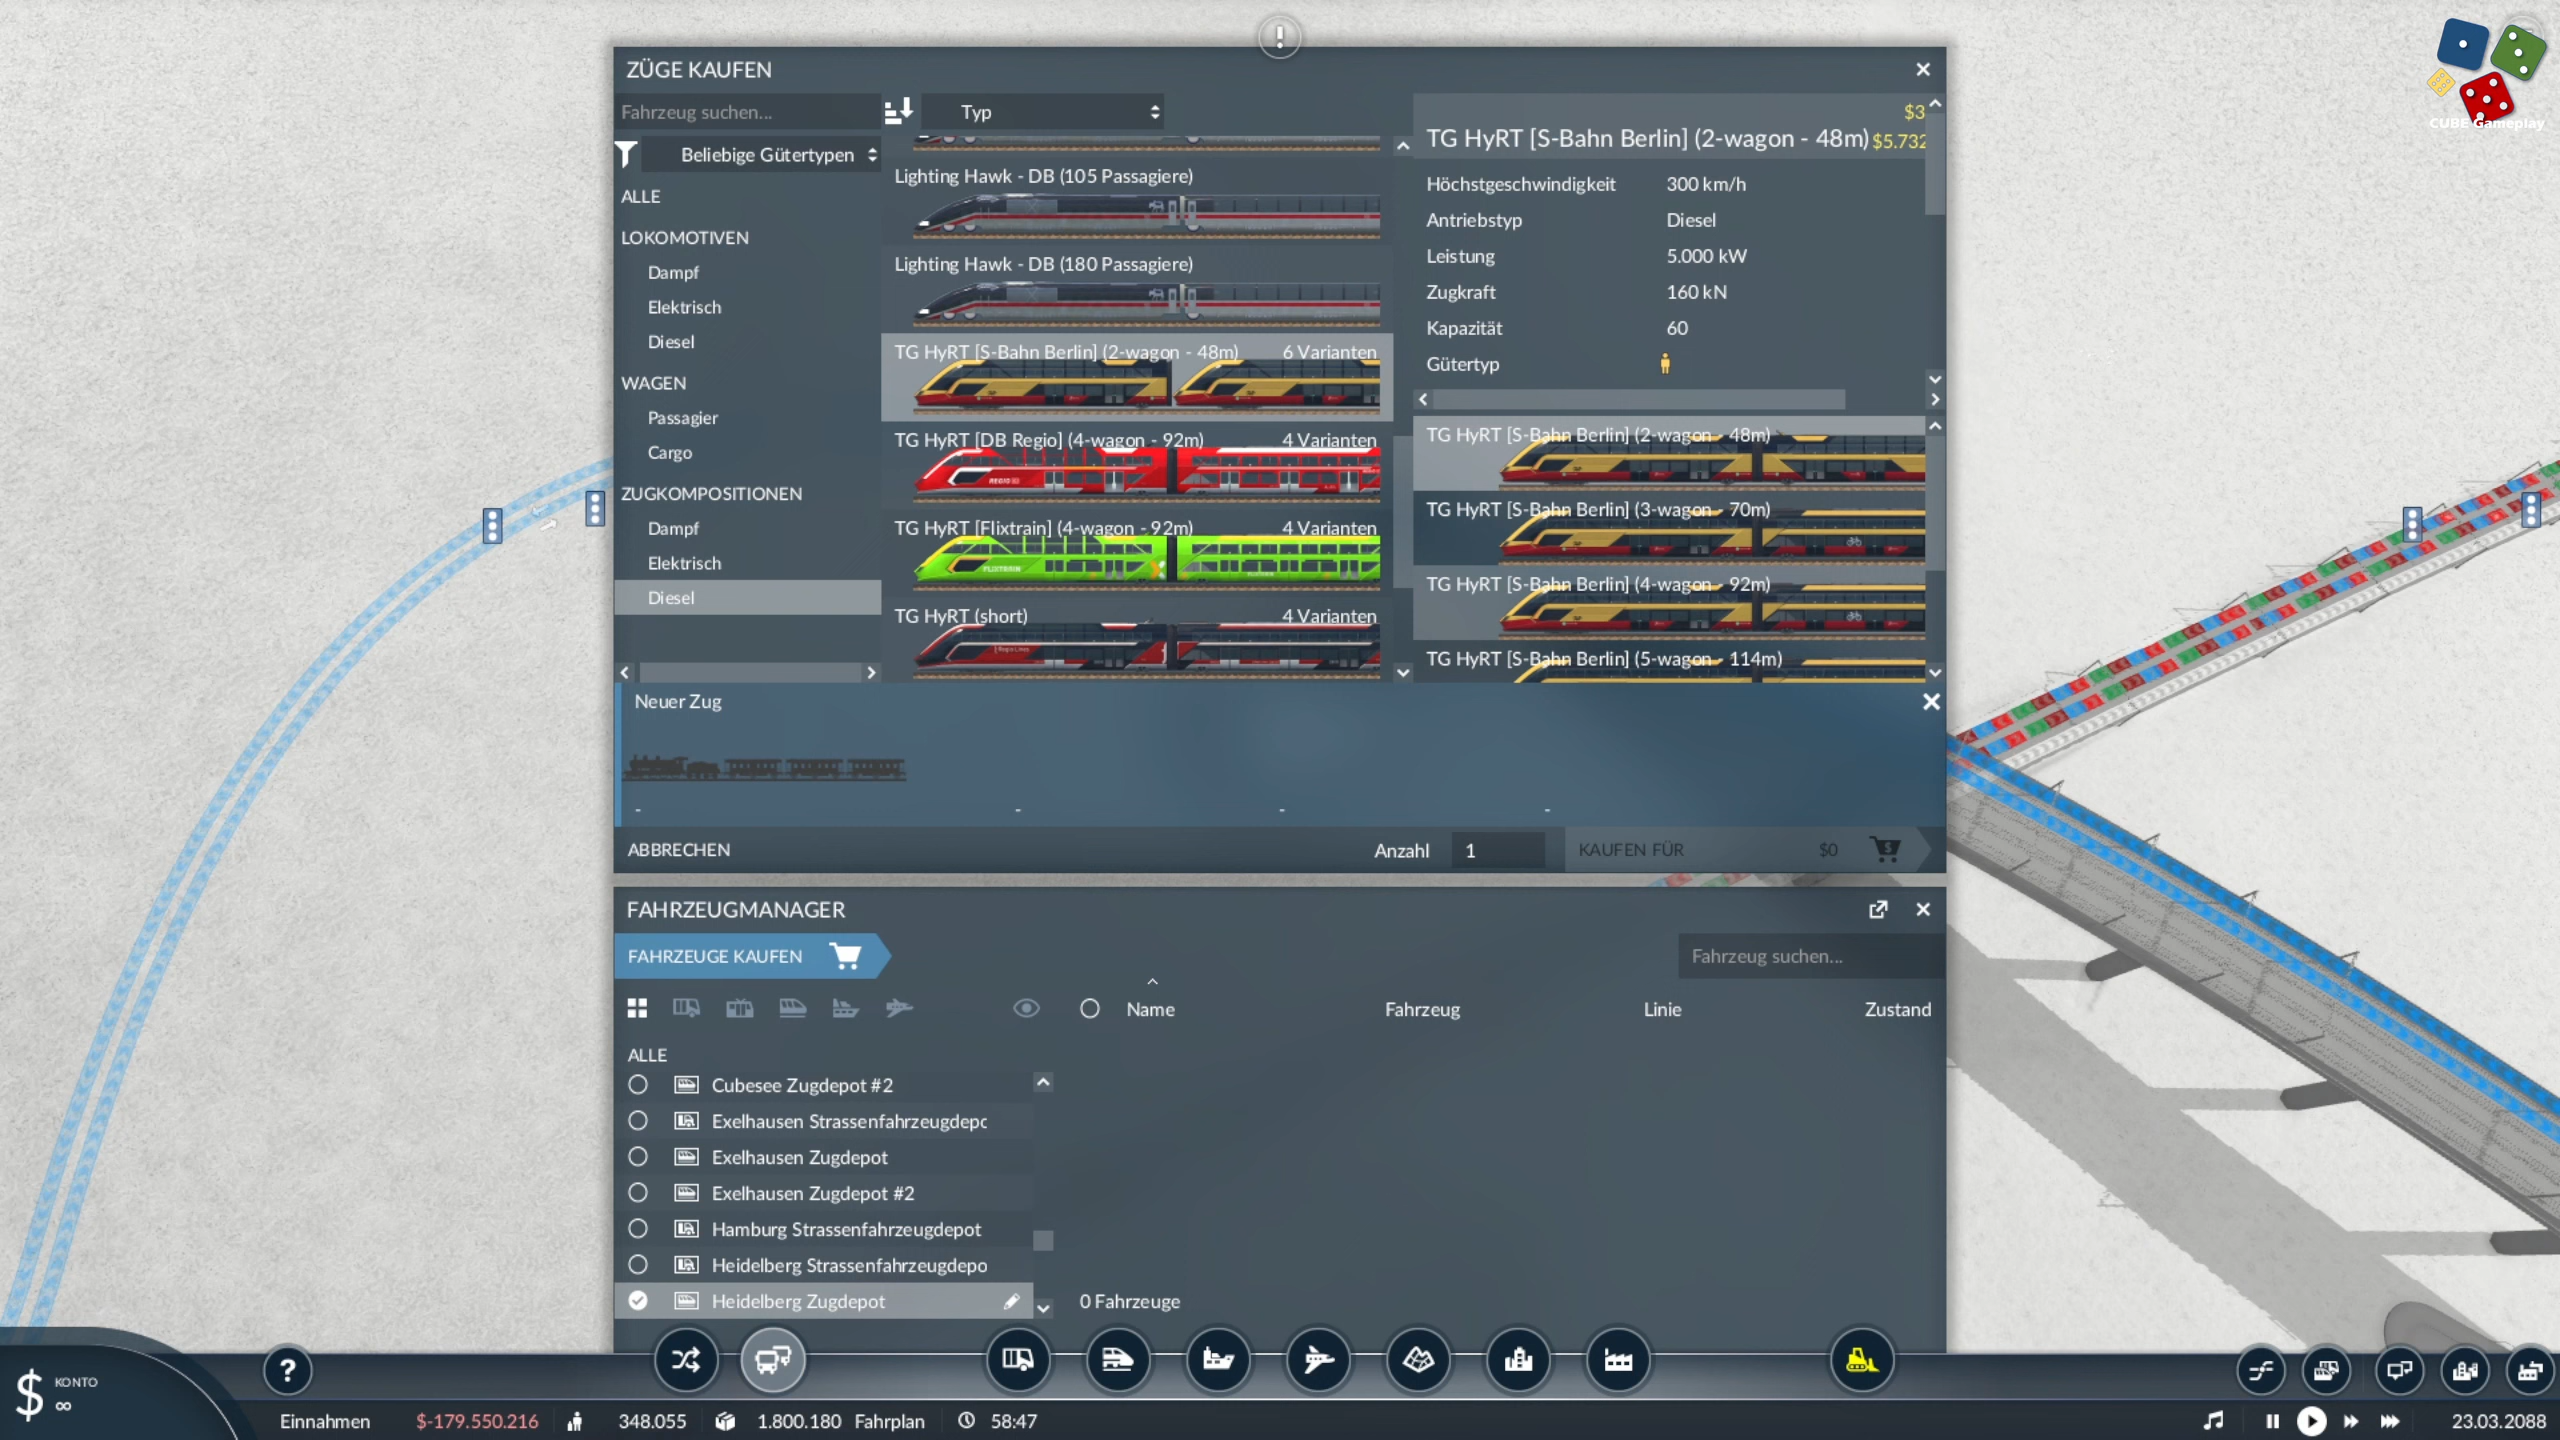 CUBE Gameplay
ZÜGE KAUFEN
Fahrzeug suchen...
Typ
Beliebige Gütertypen
ALLE
LOKOMOTIVEN
Dampf
Elektrisch
Diesel
WAGEN
Passagier
Cargo
ZUGKOMPOSITIONEN
Dampf
Elektrisch
Diesel
Lighting Hawk - DB (105 Passagiere)
Lighting Hawk - DB (180 Passagiere)
TG HyRT [S-Bahn Berlin] (2-wagon - 48m) 6 Varianten
TG HyRT [DB Regio] (4-wagon - 92m) 4 Varianten
TG HyRT [Flixtrain] (4-wagon - 92m) 4 Varianten
FLIXTRAIN
TG HyRT (short) 4 Varianten
$3
TG HyRT [S-Bahn Berlin] (2-wagon - 48m) $5.732
Höchstgeschwindigkeit 300 km/h
Antriebstyp Diesel
Leistung 5.000 kW
Zugkraft 160 kN
Kapazität 60
Gütertyp
TG HyRT [S-Bahn Berlin] (2-wagon - 48m)
TG HyRT [S-Bahn Berlin] (3-wagon - 70m)
TG HyRT [S-Bahn Berlin] (4-wagon - 92m)
TG HyRT [S-Bahn Berlin] (5-wagon - 114m)
Neuer Zug
- - - -
ABBRECHEN Anzahl 1 KAUFEN FÜR $0
FAHRZEUGMANAGER
FAHRZEUGE KAUFEN
Fahrzeug suchen...
Name Fahrzeug Linie Zustand
ALLE
Cubesee Zugdepot #2
Exelhausen Strassenfahrzeugdepo
Exelhausen Zugdepot
Exelhausen Zugdepot #2
Hamburg Strassenfahrzeugdepot
Heidelberg Strassenfahrzeugdepo
Heidelberg Zugdepot
0 Fahrzeuge
$ KONTO
∞
?
Einnahmen $-179.550.216 348.055 1.800.180 Fahrplan 58:47 23.03.2088